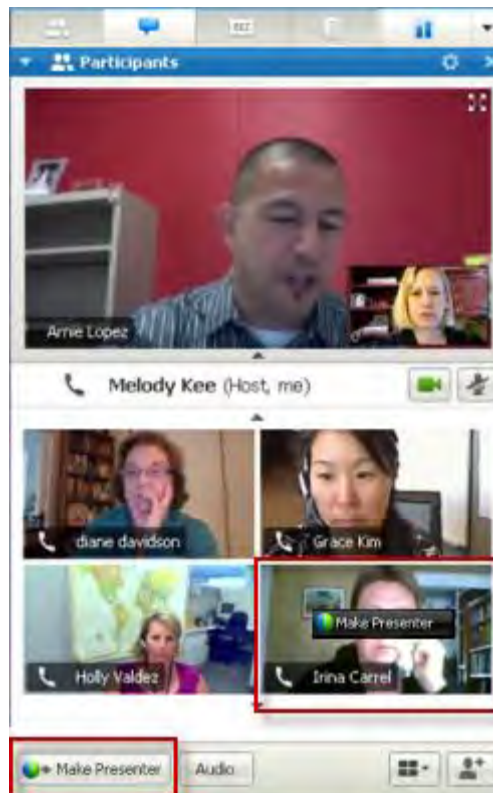 Participants
Arnie Lopez
Melody Kee (Host, me)
diane davidson
Grace Kim
Make Presenter
Holly Valdez
Irina Carrel
Make Presenter
Audio